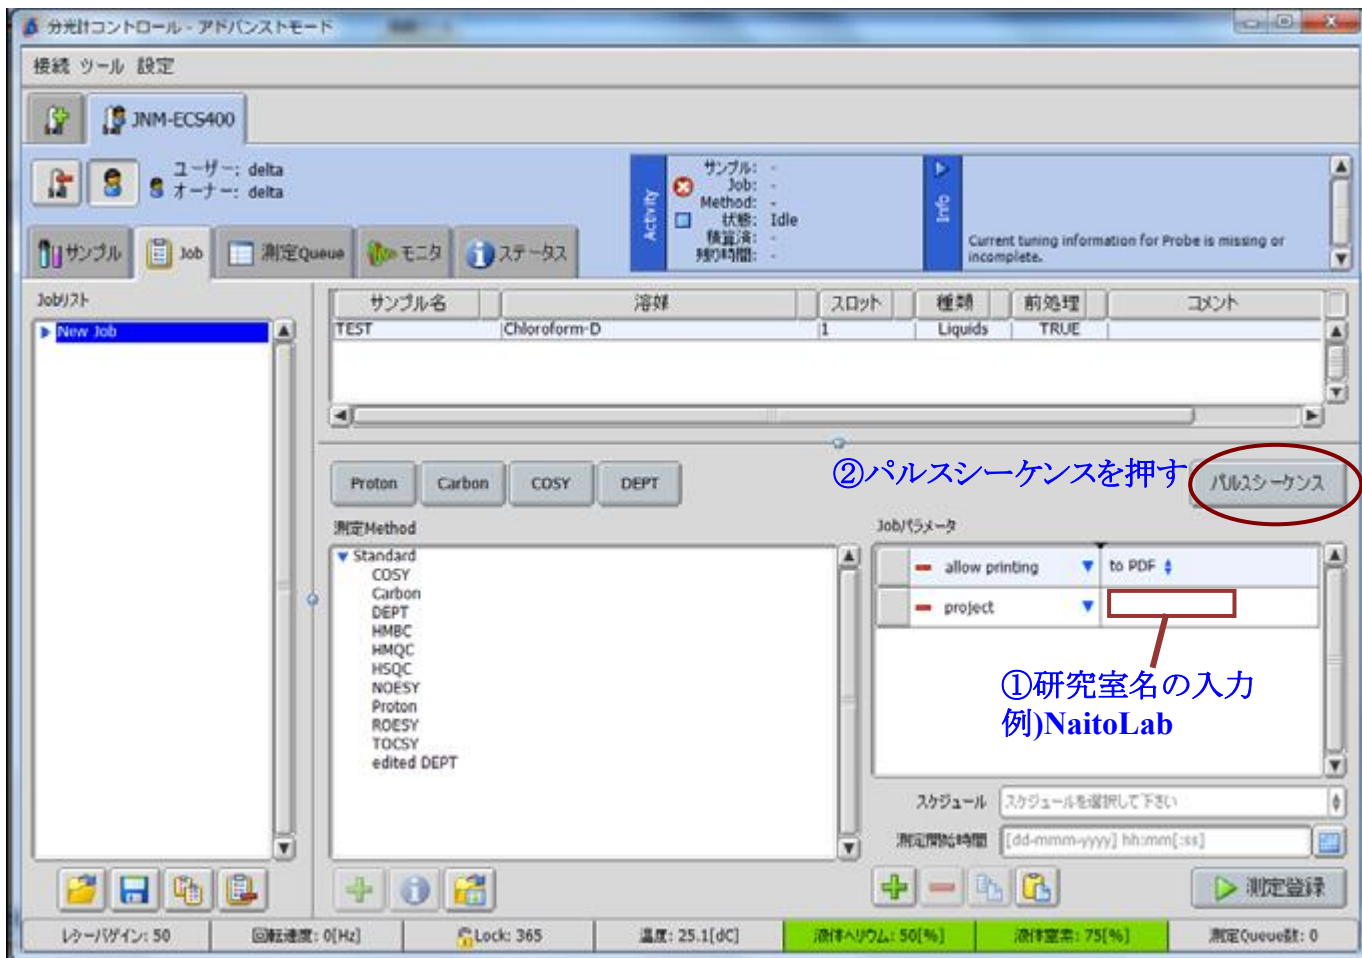 分光計コントロール - アドバンストモード
接続 ツール 設定
JNM-ECS400
ユーザー: delta
オーナー: delta
Activity
サンプル: -
Job: -
Method: -
状態: Idle
積算済: -
残り時間: -
Info
Current tuning information for Probe is missing or
incomplete.
サンプル Job 測定Queue モニタ ステータス
Jobリスト
New Job
サンプル名 溶媒 スロット 種類 前処理 コメント
TEST Chloroform-D 1 Liquids TRUE
Proton Carbon COSY DEPT
②パルスシーケンスを押す
パルスシーケンス
測定Method
Standard
COSY
Carbon
DEPT
HMBC
HMQC
HSQC
NOESY
Proton
ROESY
TOCSY
edited DEPT
Jobパラメータ
allow printing to PDF
project
①研究室名の入力
例)NaitoLab
スケジュール スケジュールを選択して下さい
測定開始時間 [dd-mmm-yyyy] hh:mm[:ss]
測定登録
レシーバゲイン: 50 回転速度: 0[Hz] Lock: 365 温度: 25.1[dC] 液体ヘリウム: 50[%] 液体窒素: 75[%] 測定Queue数: 0